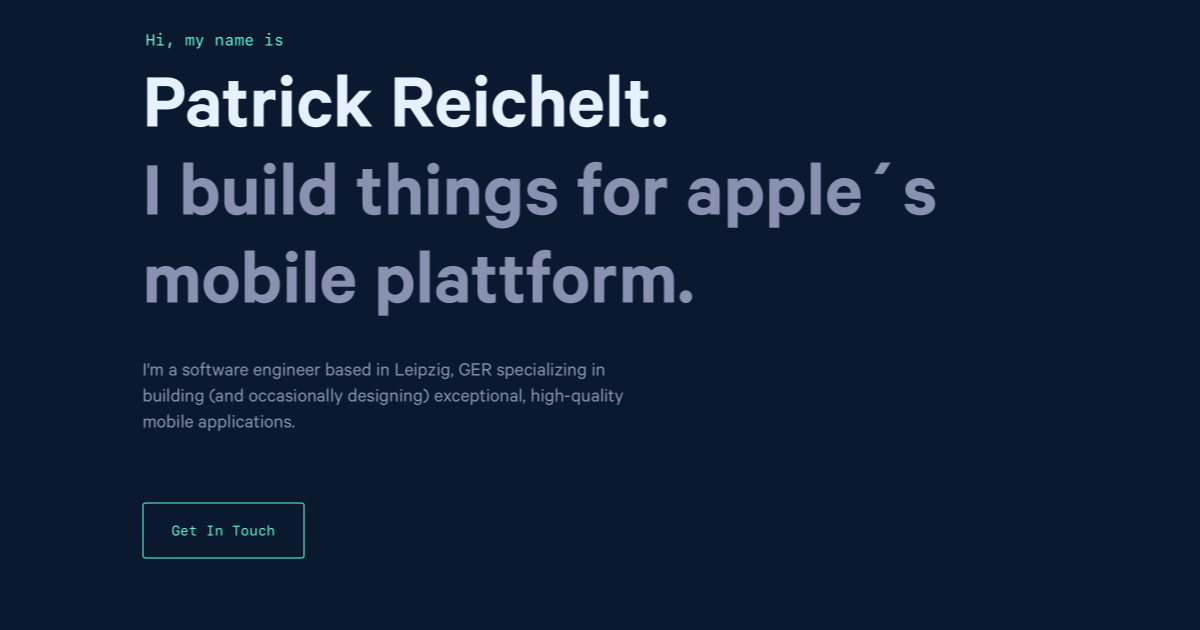 Hi, my name is
Patrick Reichelt.
I build things for apple´s
mobile plattform.
I'm a software engineer based in Leipzig, GER specializing in
building (and occasionally designing) exceptional, high-quality
mobile applications.
Get In Touch